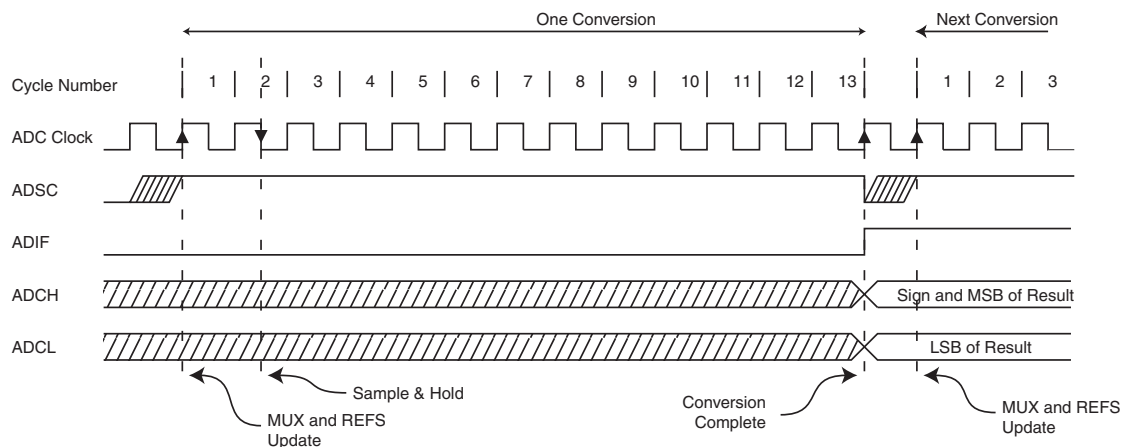 One Conversion
Next Conversion
Cycle Number
1 2 3 4 5 6 7 8 9 10 11 12 13 1 2 3
ADC Clock
ADSC
ADIF
ADCH
Sign and MSB of Result
ADCL
LSB of Result
MUX and REFS
Update
Sample & Hold
Conversion
Complete
MUX and REFS
Update